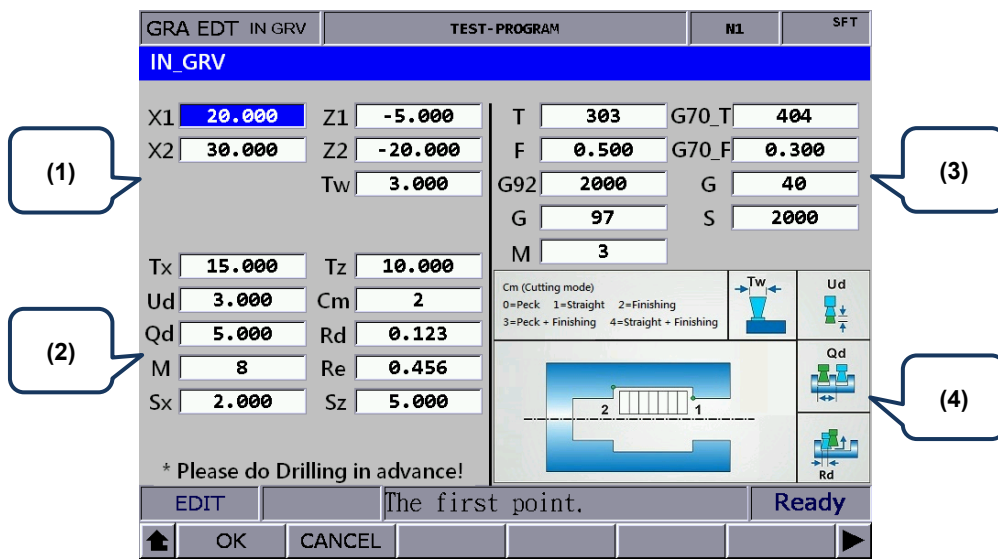 GRA EDT IN GRV TEST-PROGRAM N1 SFT
IN_GRV
X1 20.000 Z1 -5.000
X2 30.000 Z2 -20.000
Tw 3.000
Tx 15.000 Tz 10.000
Ud 3.000 Cm 2
Qd 5.000 Rd 0.123
M 8 Re 0.456
Sx 2.000 Sz 5.000
* Please do Drilling in advance!
T 303 G70_T 404
F 0.500 G70_F 0.300
G92 2000 G 40
G 97 S 2000
M 3
Cm (Cutting mode)
0=Peck 1=Straight 2=Finishing
3=Peck + Finishing 4=Straight + Finishing
Tw
Ud
Qd
Rd
2 1
EDIT The first point. Ready
OK CANCEL
(1)
(2)
(3)
(4)